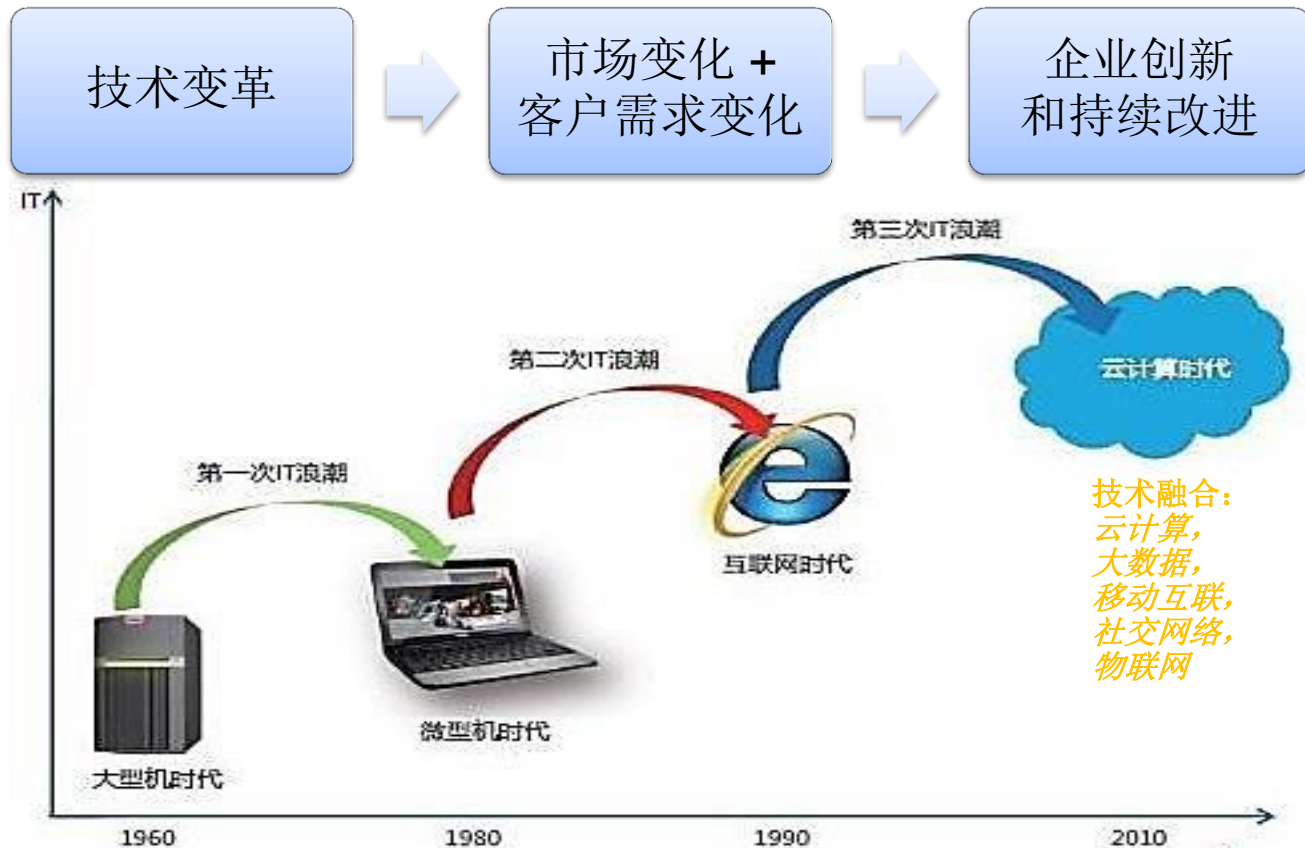 技术变革
市场变化 +
客户需求变化
企业创新
和持续改进
IT
第三次IT浪潮
第二次IT浪潮
云计算时代
第一次IT浪潮
技术融合：
云计算，
大数据，
移动互联，
社交网络，
物联网
互联网时代
微型机时代
大型机时代
1960
1980
1990
2010